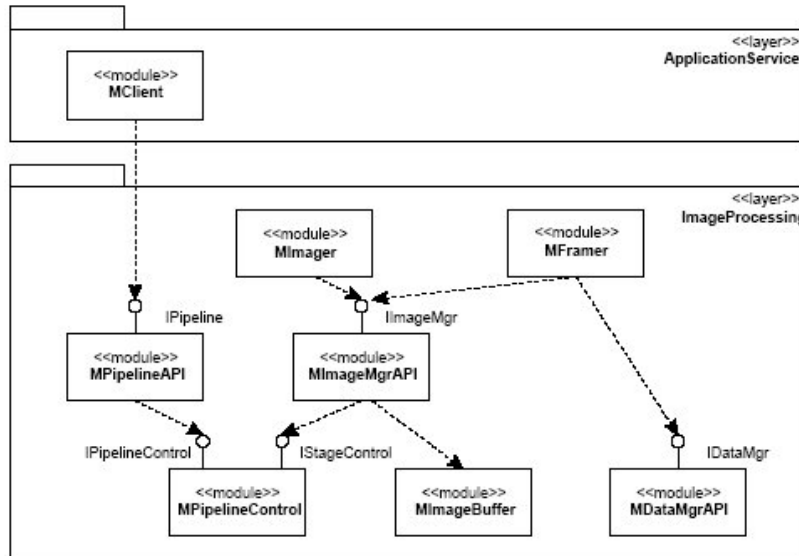 <<layer>>
ApplicationService
<<module>>
MClient
<<layer>>
ImageProcessing
<<module>>
MImager
<<module>>
MFramer
IPipeline
IImageMgr
<<module>>
MPipelineAPI
<<module>>
MImageMgrAPI
IPipelineControl
IStageControl
IDataMgr
<<module>>
MPipelineControl
<<module>>
MImageBuffer
<<module>>
MDataMgrAPI